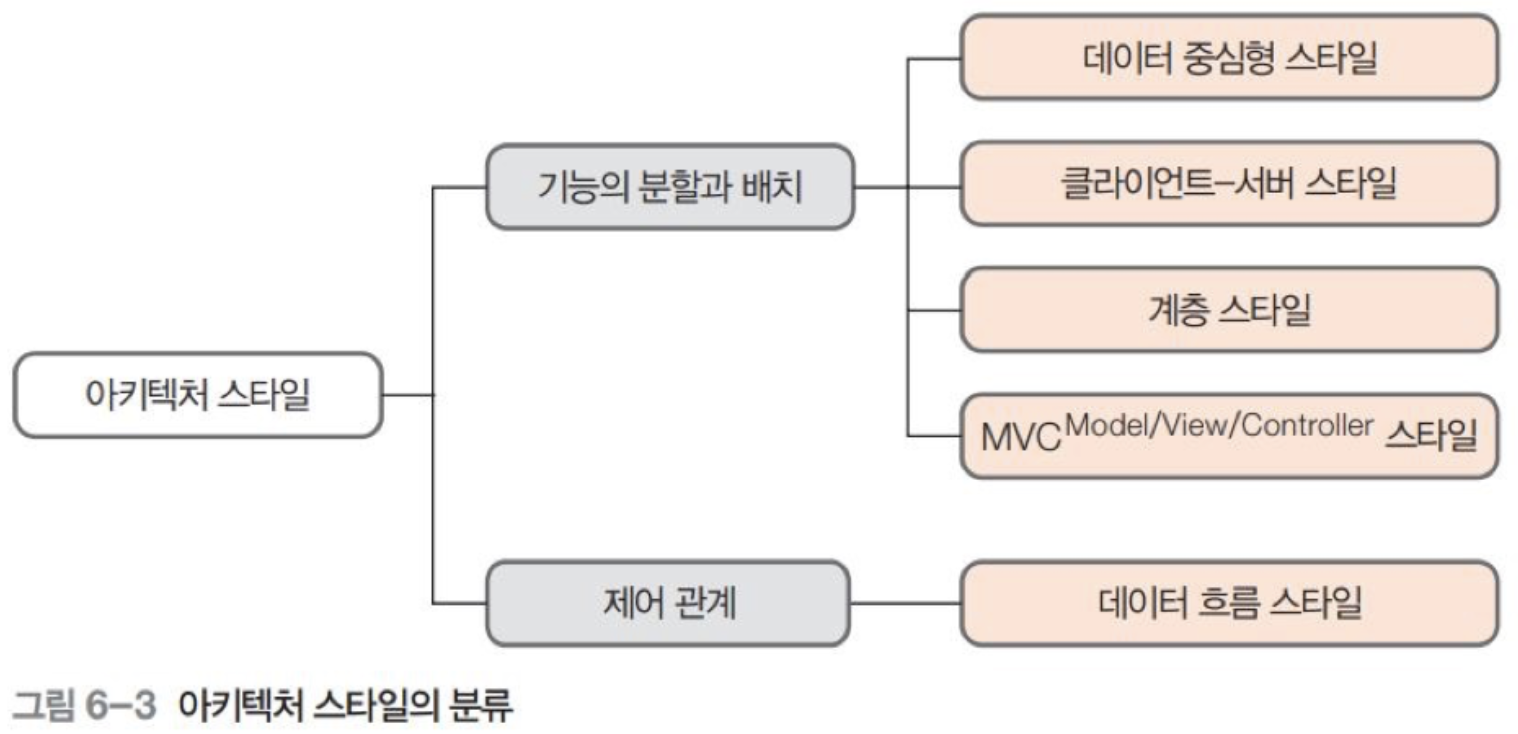 데이터 중심형 스타일
기능의 분할과 배치
클라이언트-서버 스타일
계층 스타일
아키텍처 스타일
MVC Model/View/Controller 스타일
제어 관계
데이터 흐름 스타일
그림 6-3 아키텍처 스타일의 분류